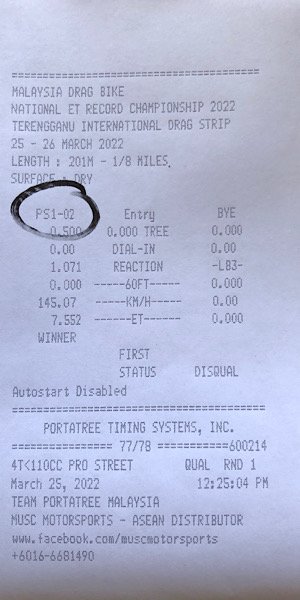 ================================
MALAYSIA DRAG BIKE
NATIONAL ET RECORD CHAMPIONSHIP 2022
TERENGGANU INTERNATIONAL DRAG STRIP
25 - 26 MARCH 2022
LENGTH : 201M - 1/8 MILES.
SURFACE : DRY
PS1-02 Entry BYE
0.500 0.000 TREE 0.000
0.00 DIAL-IN 0.00
1.071 REACTION -L83-
0.000 -----60FT------ 0.000
145.07 -----KM/H------ 0.00
7.552 ------ET------- 0.000
WINNER
FIRST
STATUS DISQUAL
Autostart Disabled
================================
PORTATREE TIMING SYSTEMS, INC.
=============== 77/78 ===========600214
4T<110CC PRO STREET QUAL RND 1
March 25, 2022 12:25:04 PM
TEAM PORTATREE MALAYSIA
MUSC MOTORSPORTS - ASEAN DISTRIBUTOR
www.facebook.com/muscmotorsports
+6016-6681490